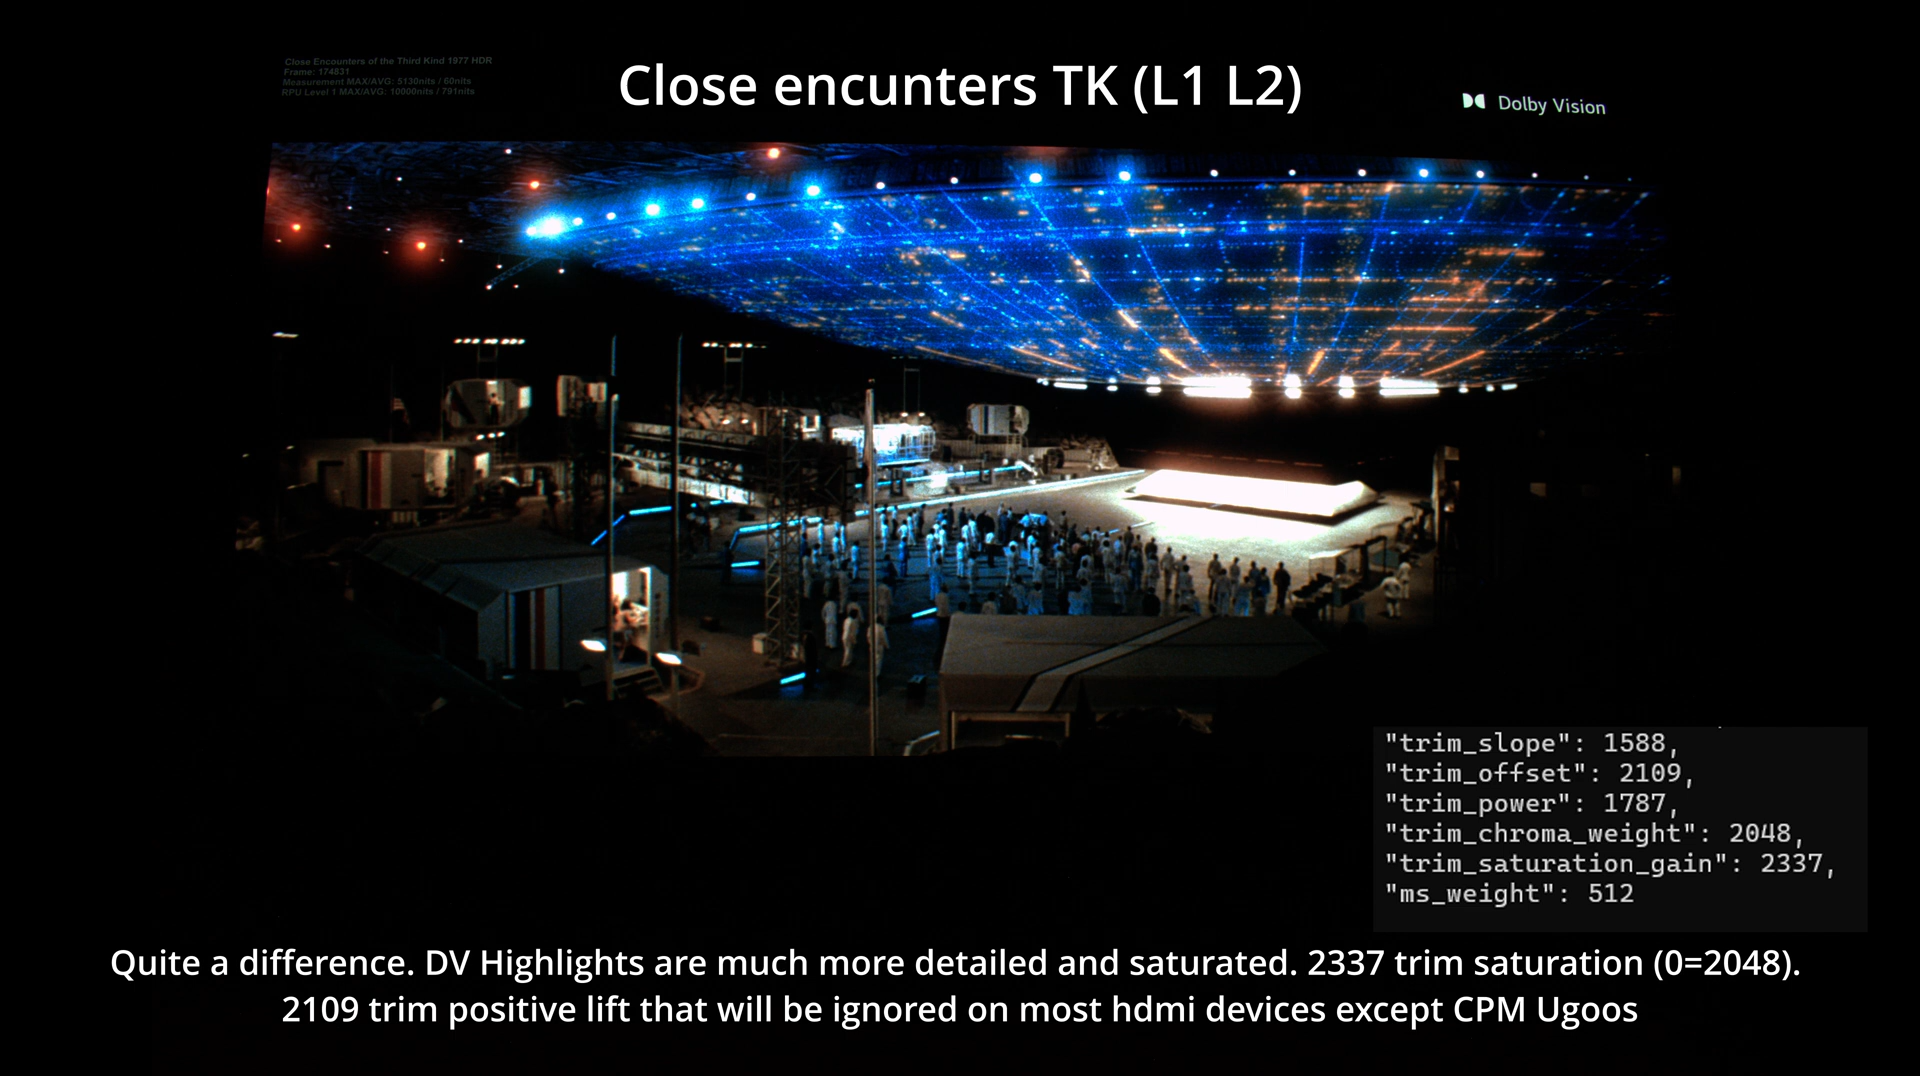 Close Encounters of the Third Kind 1977 HDR
Frame: 174831
Measurement MAX/AVG: 5130nits / 60nits
RPU Level 1 MAX/AVG: 10000nits / 791nits
Close encunters TK (L1 L2)
Dolby Vision
"trim_slope": 1588,
"trim_offset": 2109,
"trim_power": 1787,
"trim_chroma_weight": 2048,
"trim_saturation_gain": 2337,
"ms_weight": 512
Quite a difference. DV Highlights are much more detailed and saturated. 2337 trim saturation (0=2048).
2109 trim positive lift that will be ignored on most hdmi devices except CPM Ugoos